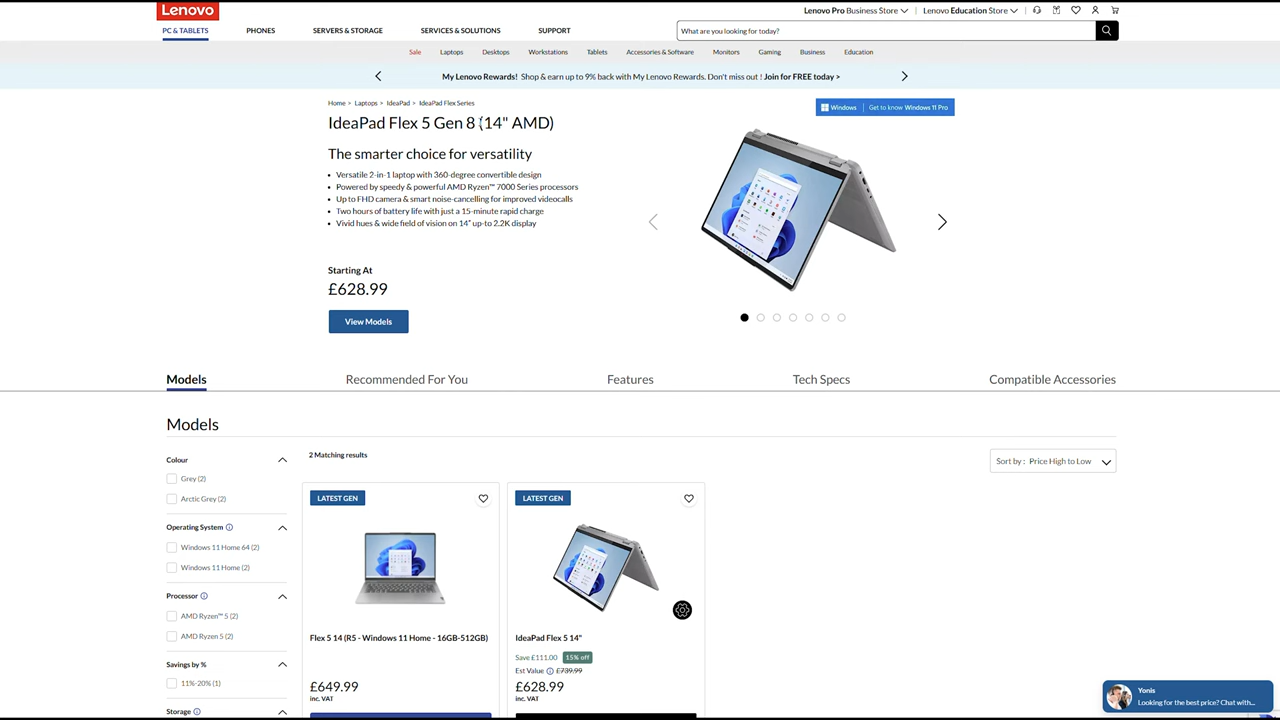 Lenovo
Lenovo Pro Business Store
Lenovo Education Store
PC & TABLETS
PHONES
SERVERS & STORAGE
SERVICES & SOLUTIONS
SUPPORT
What are you looking for today?
Sale
Laptops
Desktops
Workstations
Tablets
Accessories & Software
Monitors
Gaming
Business
Education
My Lenovo Rewards! Shop & earn up to 9% back with My Lenovo Rewards. Don't miss out ! Join for FREE today >
Home > Laptops > IdeaPad > IdeaPad Flex Series
Windows | Get to know Windows 11 Pro
IdeaPad Flex 5 Gen 8 (14" AMD)
The smarter choice for versatility
• Versatile 2-in-1 laptop with 360-degree convertible design
• Powered by speedy & powerful AMD Ryzen™ 7000 Series processors
• Up to FHD camera & smart noise-cancelling for improved videocalls
• Two hours of battery life with just a 15-minute rapid charge
• Vivid hues & wide field of vision on 14″ up-to 2.2K display
Starting At
£628.99
View Models
Models
Recommended For You
Features
Tech Specs
Compatible Accessories
Models
Colour
Grey (2)
Arctic Grey (2)
Operating System
Windows 11 Home 64 (2)
Windows 11 Home (2)
Processor
AMD Ryzen™ 5 (2)
AMD Ryzen 5 (2)
Savings by %
11%-20% (1)
Storage
2 Matching results
Sort by : Price High to Low
LATEST GEN
Flex 5 14 (R5 - Windows 11 Home - 16GB-512GB)
£649.99
inc. VAT
LATEST GEN
IdeaPad Flex 5 14"
Save £111.00 15% off
Est Value £739.99
£628.99
inc. VAT
Yonis
Looking for the best price? Chat with...